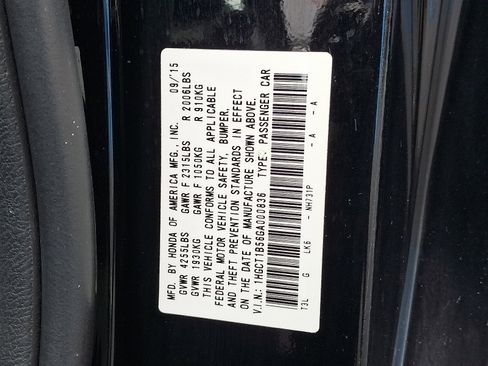 MFD. BY HONDA OF AMERICA MFG., INC. 09/15
GVWR 4255LBS GAWR F 2315LBS R 2006LBS
GVWR 1930KG GAWR F 1050KG R 910KG
THIS VEHICLE CONFORMS TO ALL APPLICABLE
FEDERAL MOTOR VEHICLE SAFETY, BUMPER,
AND THEFT PREVENTION STANDARDS IN EFFECT
ON THE DATE OF MANUFACTURE SHOWN ABOVE.
V.I.N.: 1HGCT1B56GA000836 TYPE: PASSENGER CAR
T3L G LK6 - NH731P - A - A